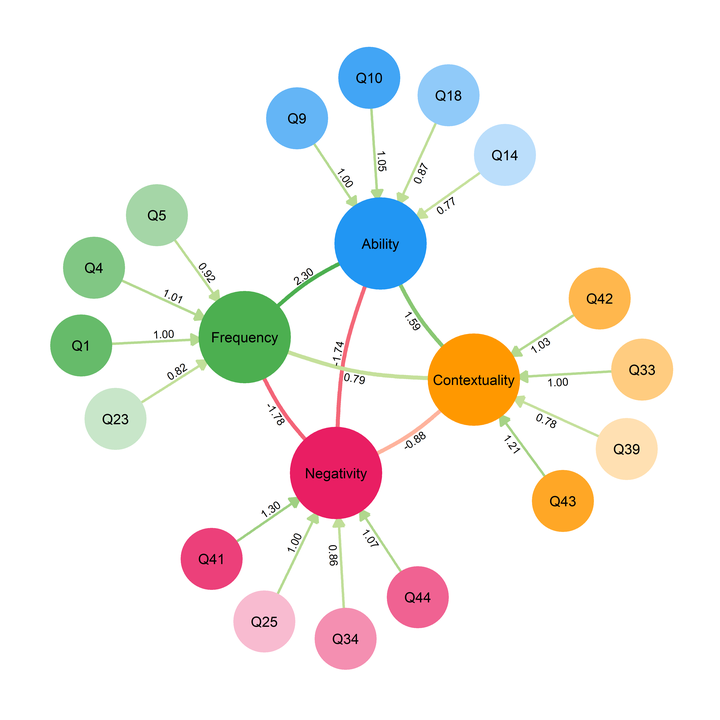 Q10
Q18
Q9
Q14
1.05
0.87
1.00
0.77
Q5
Ability
Q4
0.92
2.30
1.01
Q42
1.59
Q1
1.00
Frequency
1.03
-1.74
Q33
0.82
0.79
Contextuality
1.00
Q23
-1.78
0.78
-0.88
1.21
Q39
Negativity
Q43
1.30
1.00
0.86
1.07
Q41
Q25
Q44
Q34